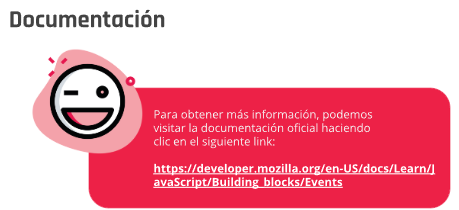 Documentación
Para obtener más información, podemos
visitar la documentación oficial haciendo
clic en el siguiente link:
https://developer.mozilla.org/en-US/docs/Learn/J
avaScript/Building_blocks/Events